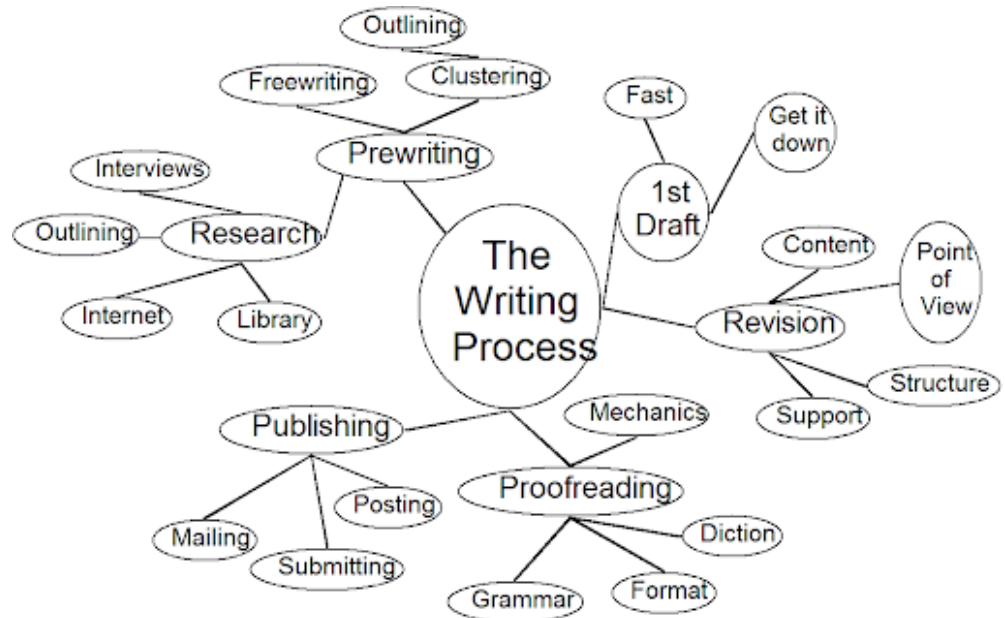 Outlining
Freewriting
Clustering
Prewriting
Interviews
Outlining
Research
Internet
Library
The
Writing
Process
Fast
Get it
down
1st
Draft
Content
Point
of
View
Revision
Structure
Support
Publishing
Mailing
Submitting
Posting
Mechanics
Proofreading
Diction
Format
Grammar